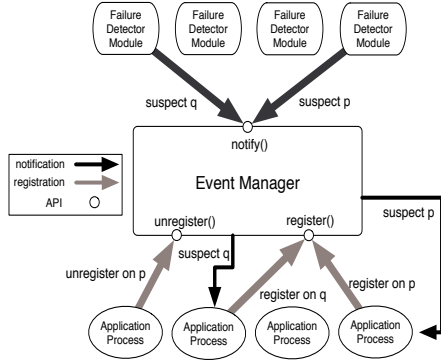 Failure
Detector
Module
Failure
Detector
Module
Failure
Detector
Module
Failure
Detector
Module
suspect q
suspect p
notify()
notification
registration
API
Event Manager
unregister()
register()
suspect p
suspect q
unregister on p
register on q
register on p
Application
Process
Application
Process
Application
Process
Application
Process